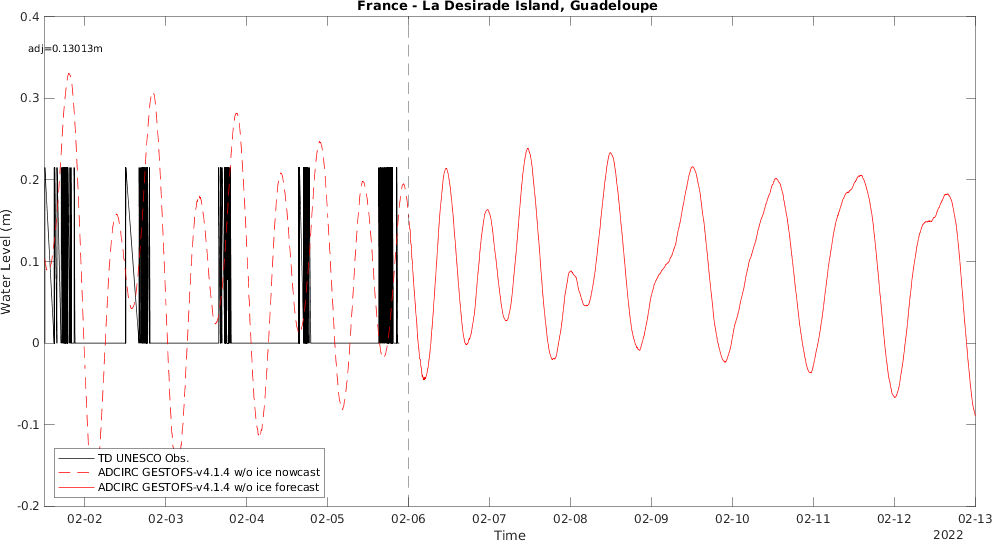 France - La Desirade Island, Guadeloupe
0.4
adj=0.13013m
0.3
0.2
0.1
0
-0.1
-0.2
Water Level (m)
TD UNESCO Obs.
ADCIRC GESTOFS-v4.1.4 w/o ice nowcast
ADCIRC GESTOFS-v4.1.4 w/o ice forecast
02-02 02-03 02-04 02-05 02-06 02-07 02-08 02-09 02-10 02-11 02-12 02-13
Time
2022